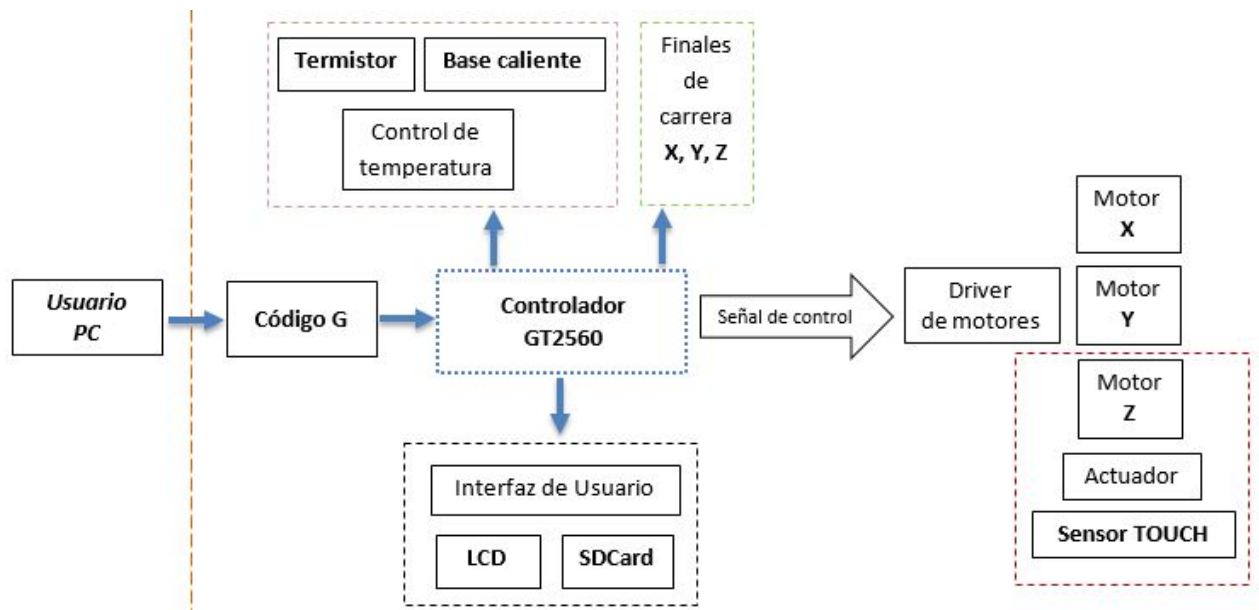 Termistor
Base caliente
Control de
temperatura
Finales
de
carrera
X, Y, Z
Usuario
PC
Código G
Controlador
GT2560
Señal de control
Driver
de motores
Motor
X
Motor
Y
Motor
Z
Actuador
Sensor TOUCH
Interfaz de Usuario
LCD
SDCard